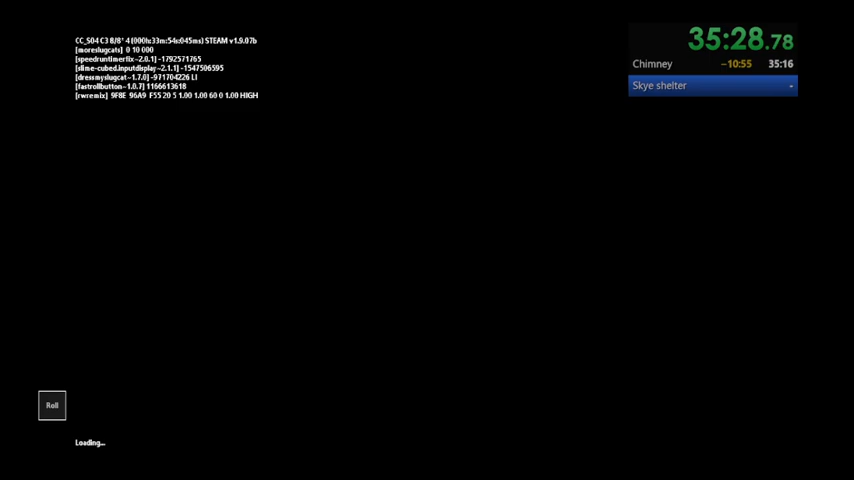 CC_S04 C3 8/8* 4 (000h:33m:54s:045ms) STEAM v1.9.07b
[moreslugcats] 0 10 000
[speedruntimerfix~2.0.1] -1792571765
[slime-cubed.inputdisplay~2.1.1] -1547506595
[dressmyslugcat~1.7.0] -971704226 LI
[fastrollbutton~1.0.7] 1166613618
[rwremix] 9F8E 96A9 F55 20 5 1.00 1.00 60 0 1.00 HIGH
35:28.78
Chimney -10:55 35:16
Skye shelter -
Roll
Loading...